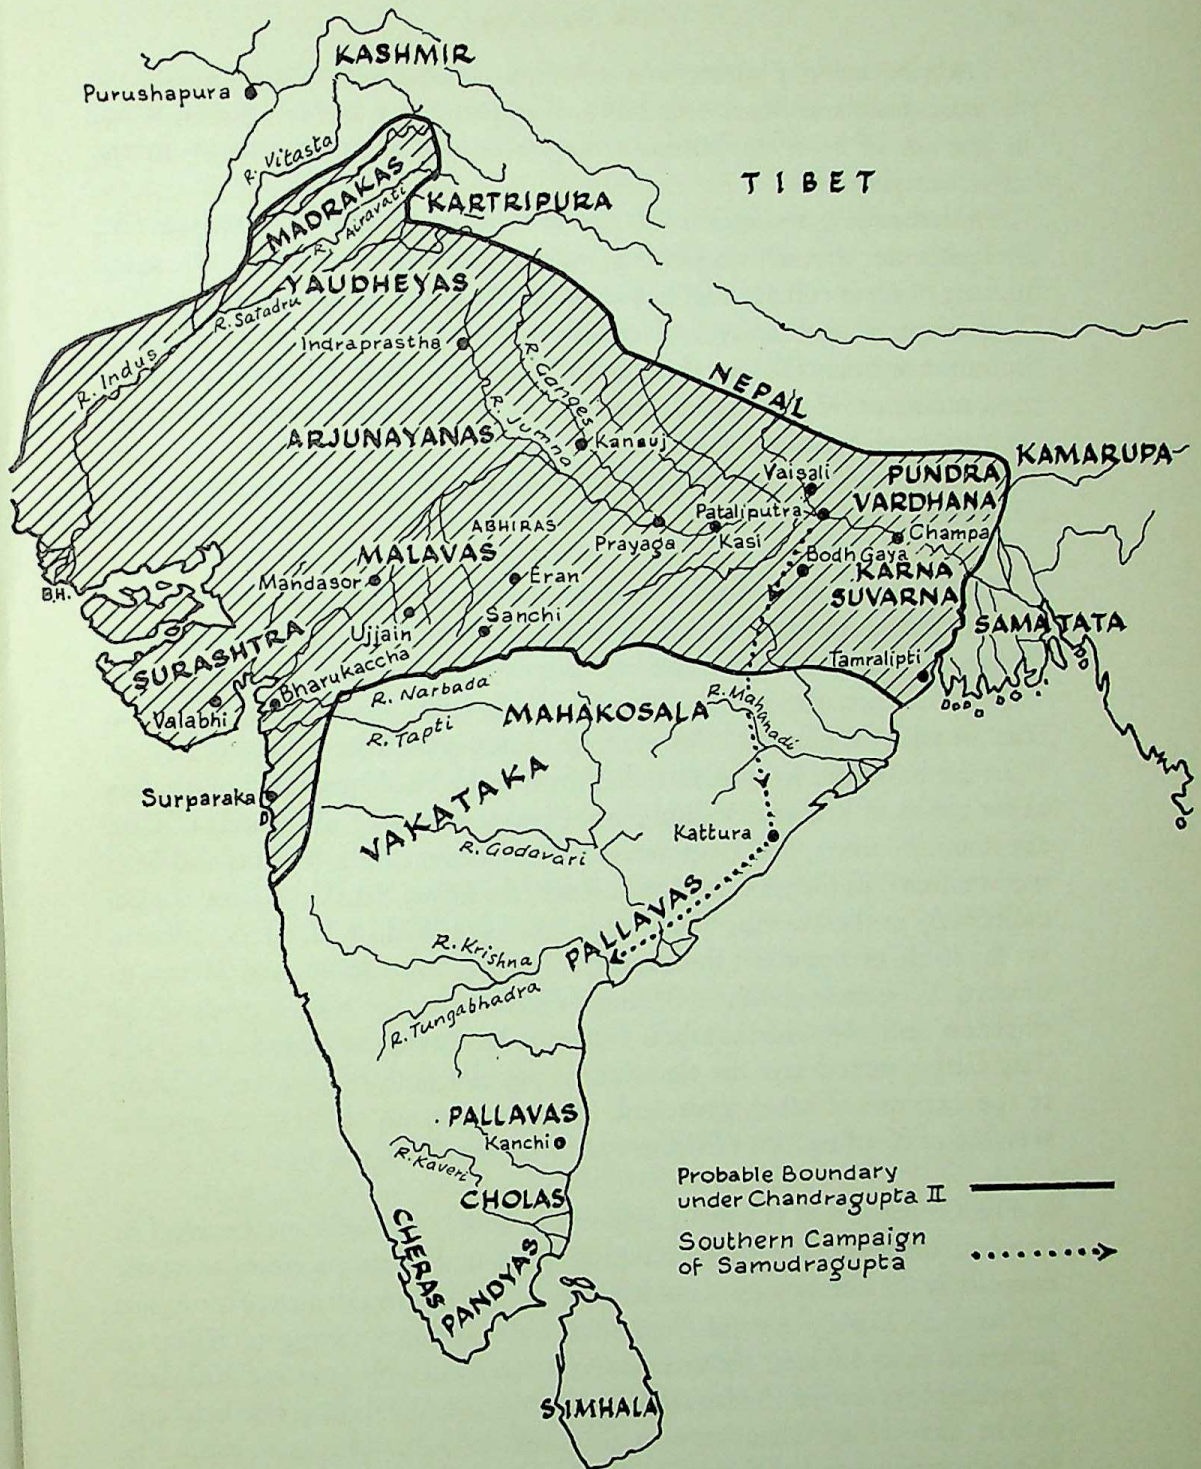 KASHMIR
Purushapura
R. Vitasta
TIBET
MADRAKAS
R. Airavati
KARTRIPURA
YAUDHEYAS
R. Satadru
Indraprastha
R. Indus
R. Ganges
R. Jumna
NEPAL
ARJUNAYANAS
Kanauj
KAMARUPA
Vaisali
PUNDRA
VARDHANA
Pataliputra
ABHIRAS
Prayaga
Kasi
Champa
MALAVAS
Bodh Gaya
Mandasor
Eran
KARNA
SUVARNA
B.H.
Ujjain
Sanchi
SAMATATA
SURASHTRA
Bharukaccha
Tamralipti
Valabhi
R. Narbada
R. Mahanadi
MAHAKOSALA
R. Tapti
Surparaka
VAKATAKA
Kattura
R. Godavari
PALLAVAS
R. Krishna
R. Tungabhadra
PALLAVAS
Kanchi
R. Kaveri
CHOLAS
CHERAS
PANDYAS
SIMHALA
Probable Boundary
under Chandragupta II
Southern Campaign
of Samudragupta